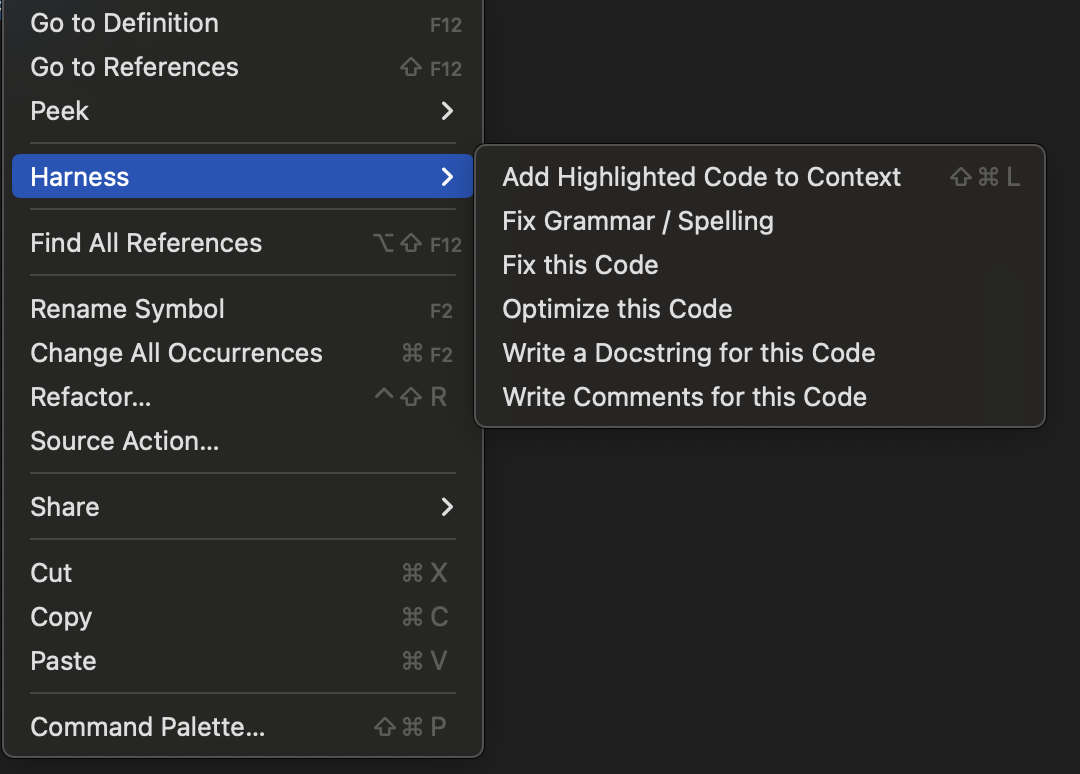 Go to Definition F12
Go to References ⇧ F12
Peek
Harness
Find All References ⌥⇧ F12
Rename Symbol F2
Change All Occurrences ⌘ F2
Refactor... ^⇧ R
Source Action...
Share
Cut ⌘ X
Copy ⌘ C
Paste ⌘ V
Command Palette... ⇧⌘ P
Add Highlighted Code to Context ⇧⌘ L
Fix Grammar / Spelling
Fix this Code
Optimize this Code
Write a Docstring for this Code
Write Comments for this Code